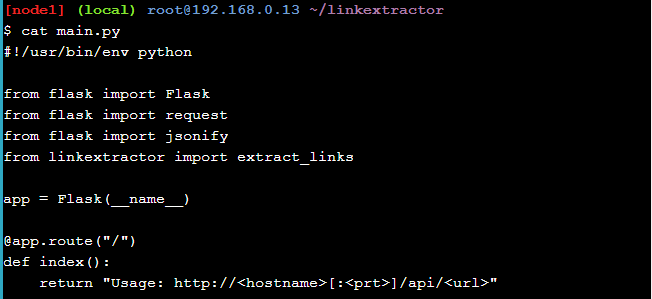 [node1] (local) root@192.168.0.13 ~/linkextractor
$ cat main.py
#!/usr/bin/env python

from flask import Flask
from flask import request
from flask import jsonify
from linkextractor import extract_links

app = Flask(__name__)

@app.route("/")
def index():
    return "Usage: http://<hostname>[:<prt>]/api/<url>"